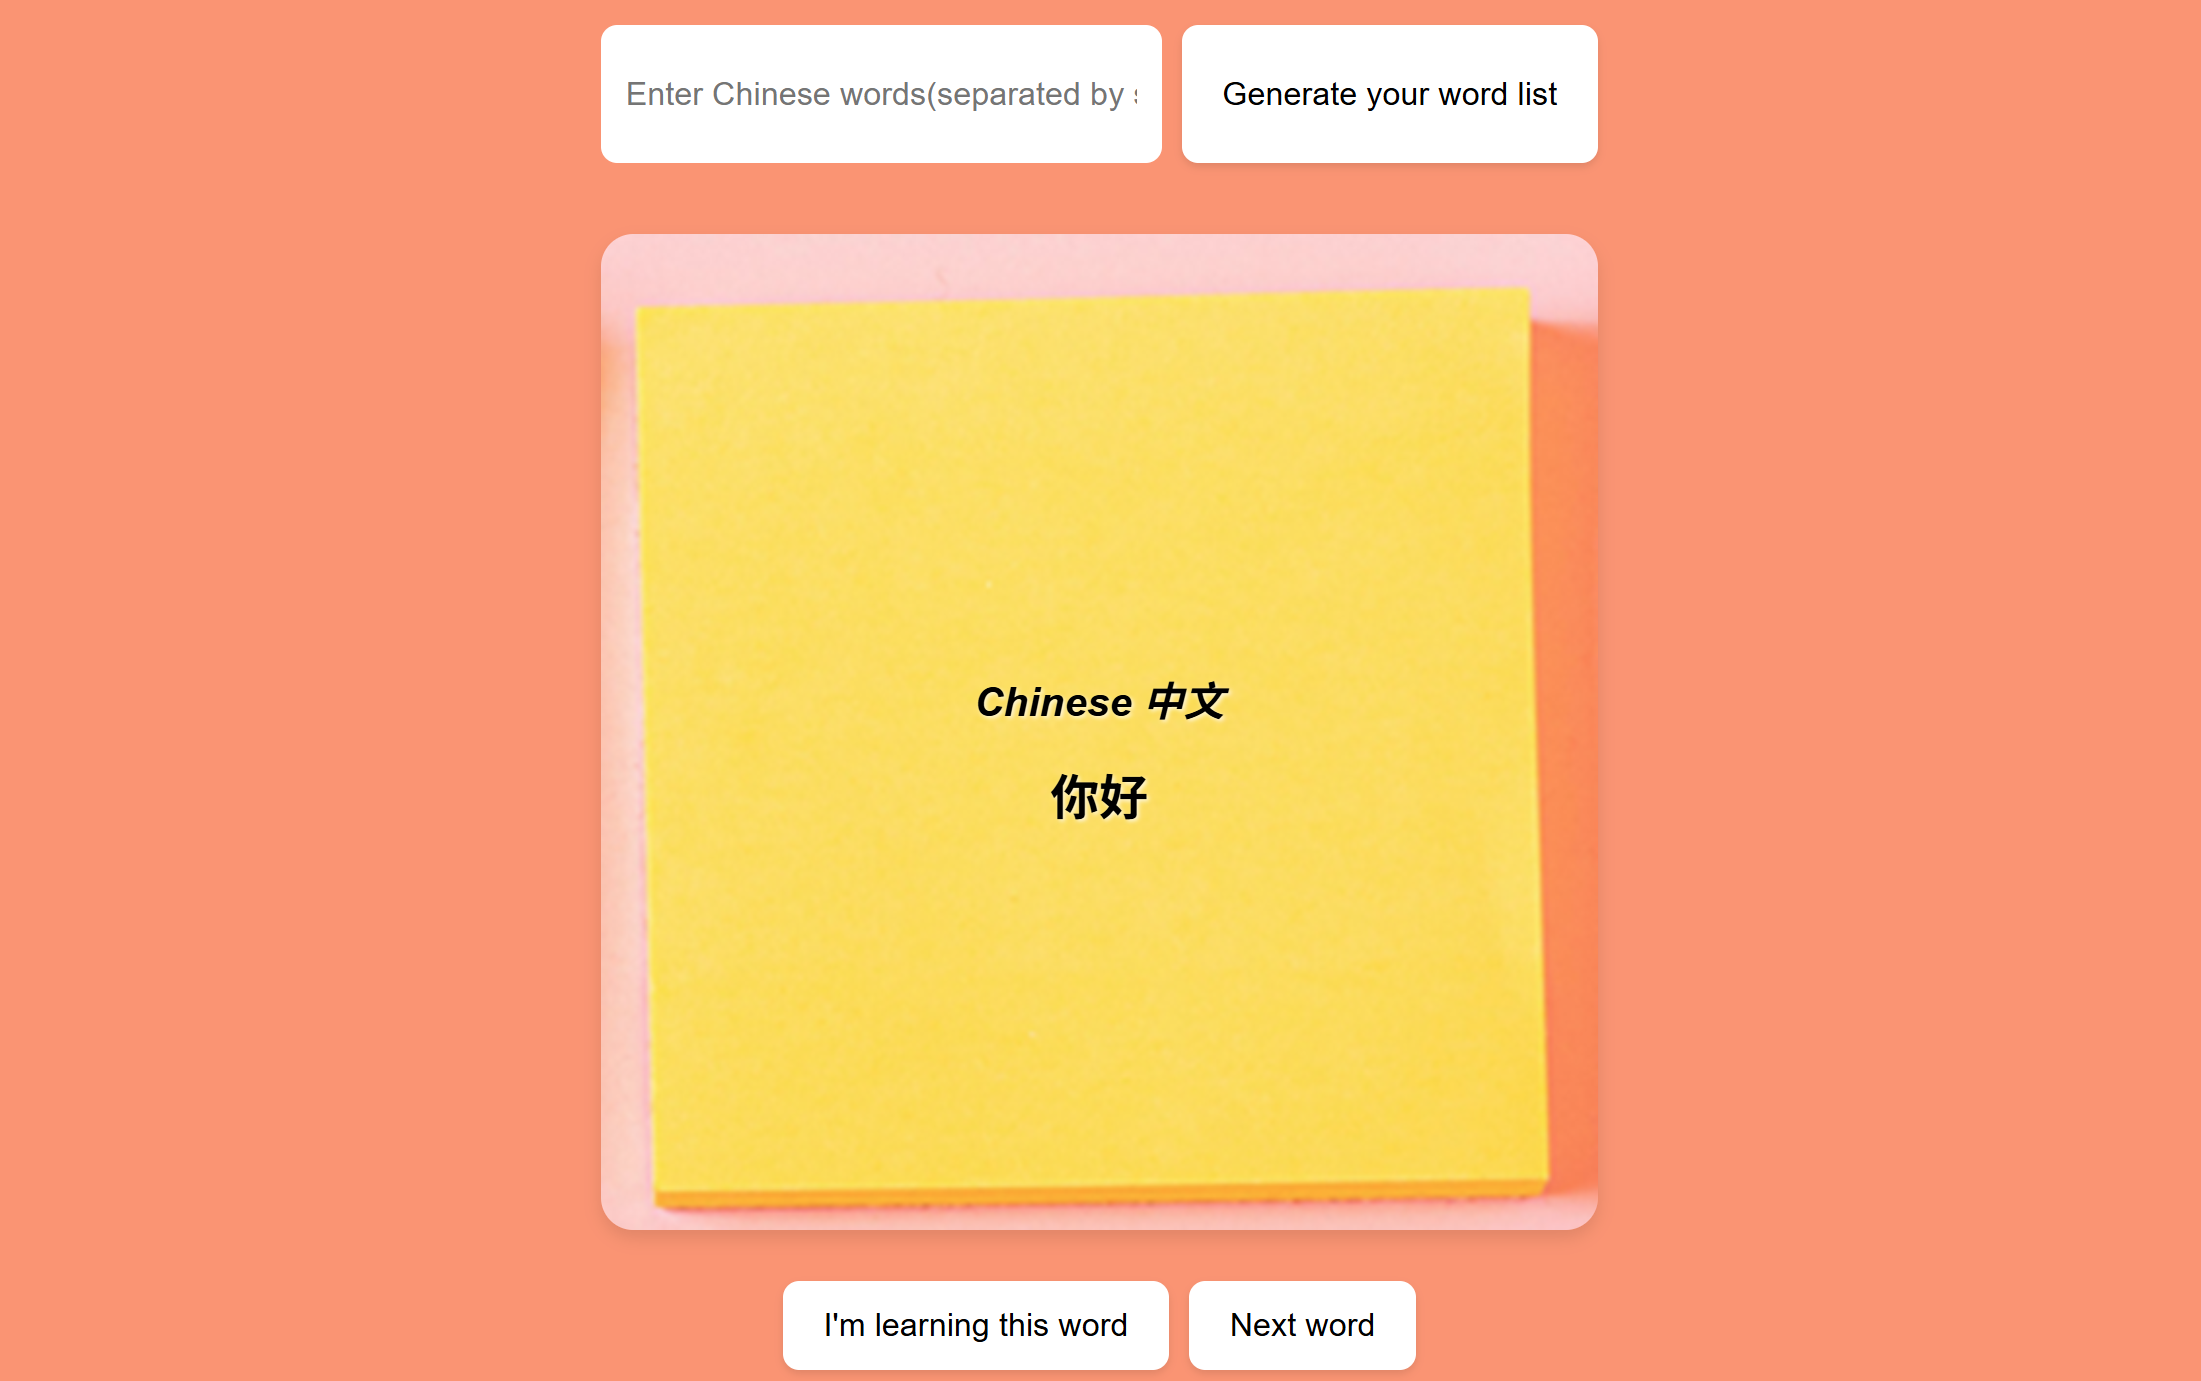 Enter Chinese words(separated by
Generate your word list
Chinese 中文
你好
I'm learning this word
Next word